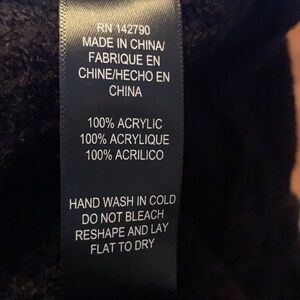 RN 142790
MADE IN CHINA/
FABRIQUE EN
CHINE/HECHO EN
CHINA
100% ACRYLIC
100% ACRYLIQUE
100% ACRILICO
HAND WASH IN COLD
DO NOT BLEACH
RESHAPE AND LAY
FLAT TO DRY